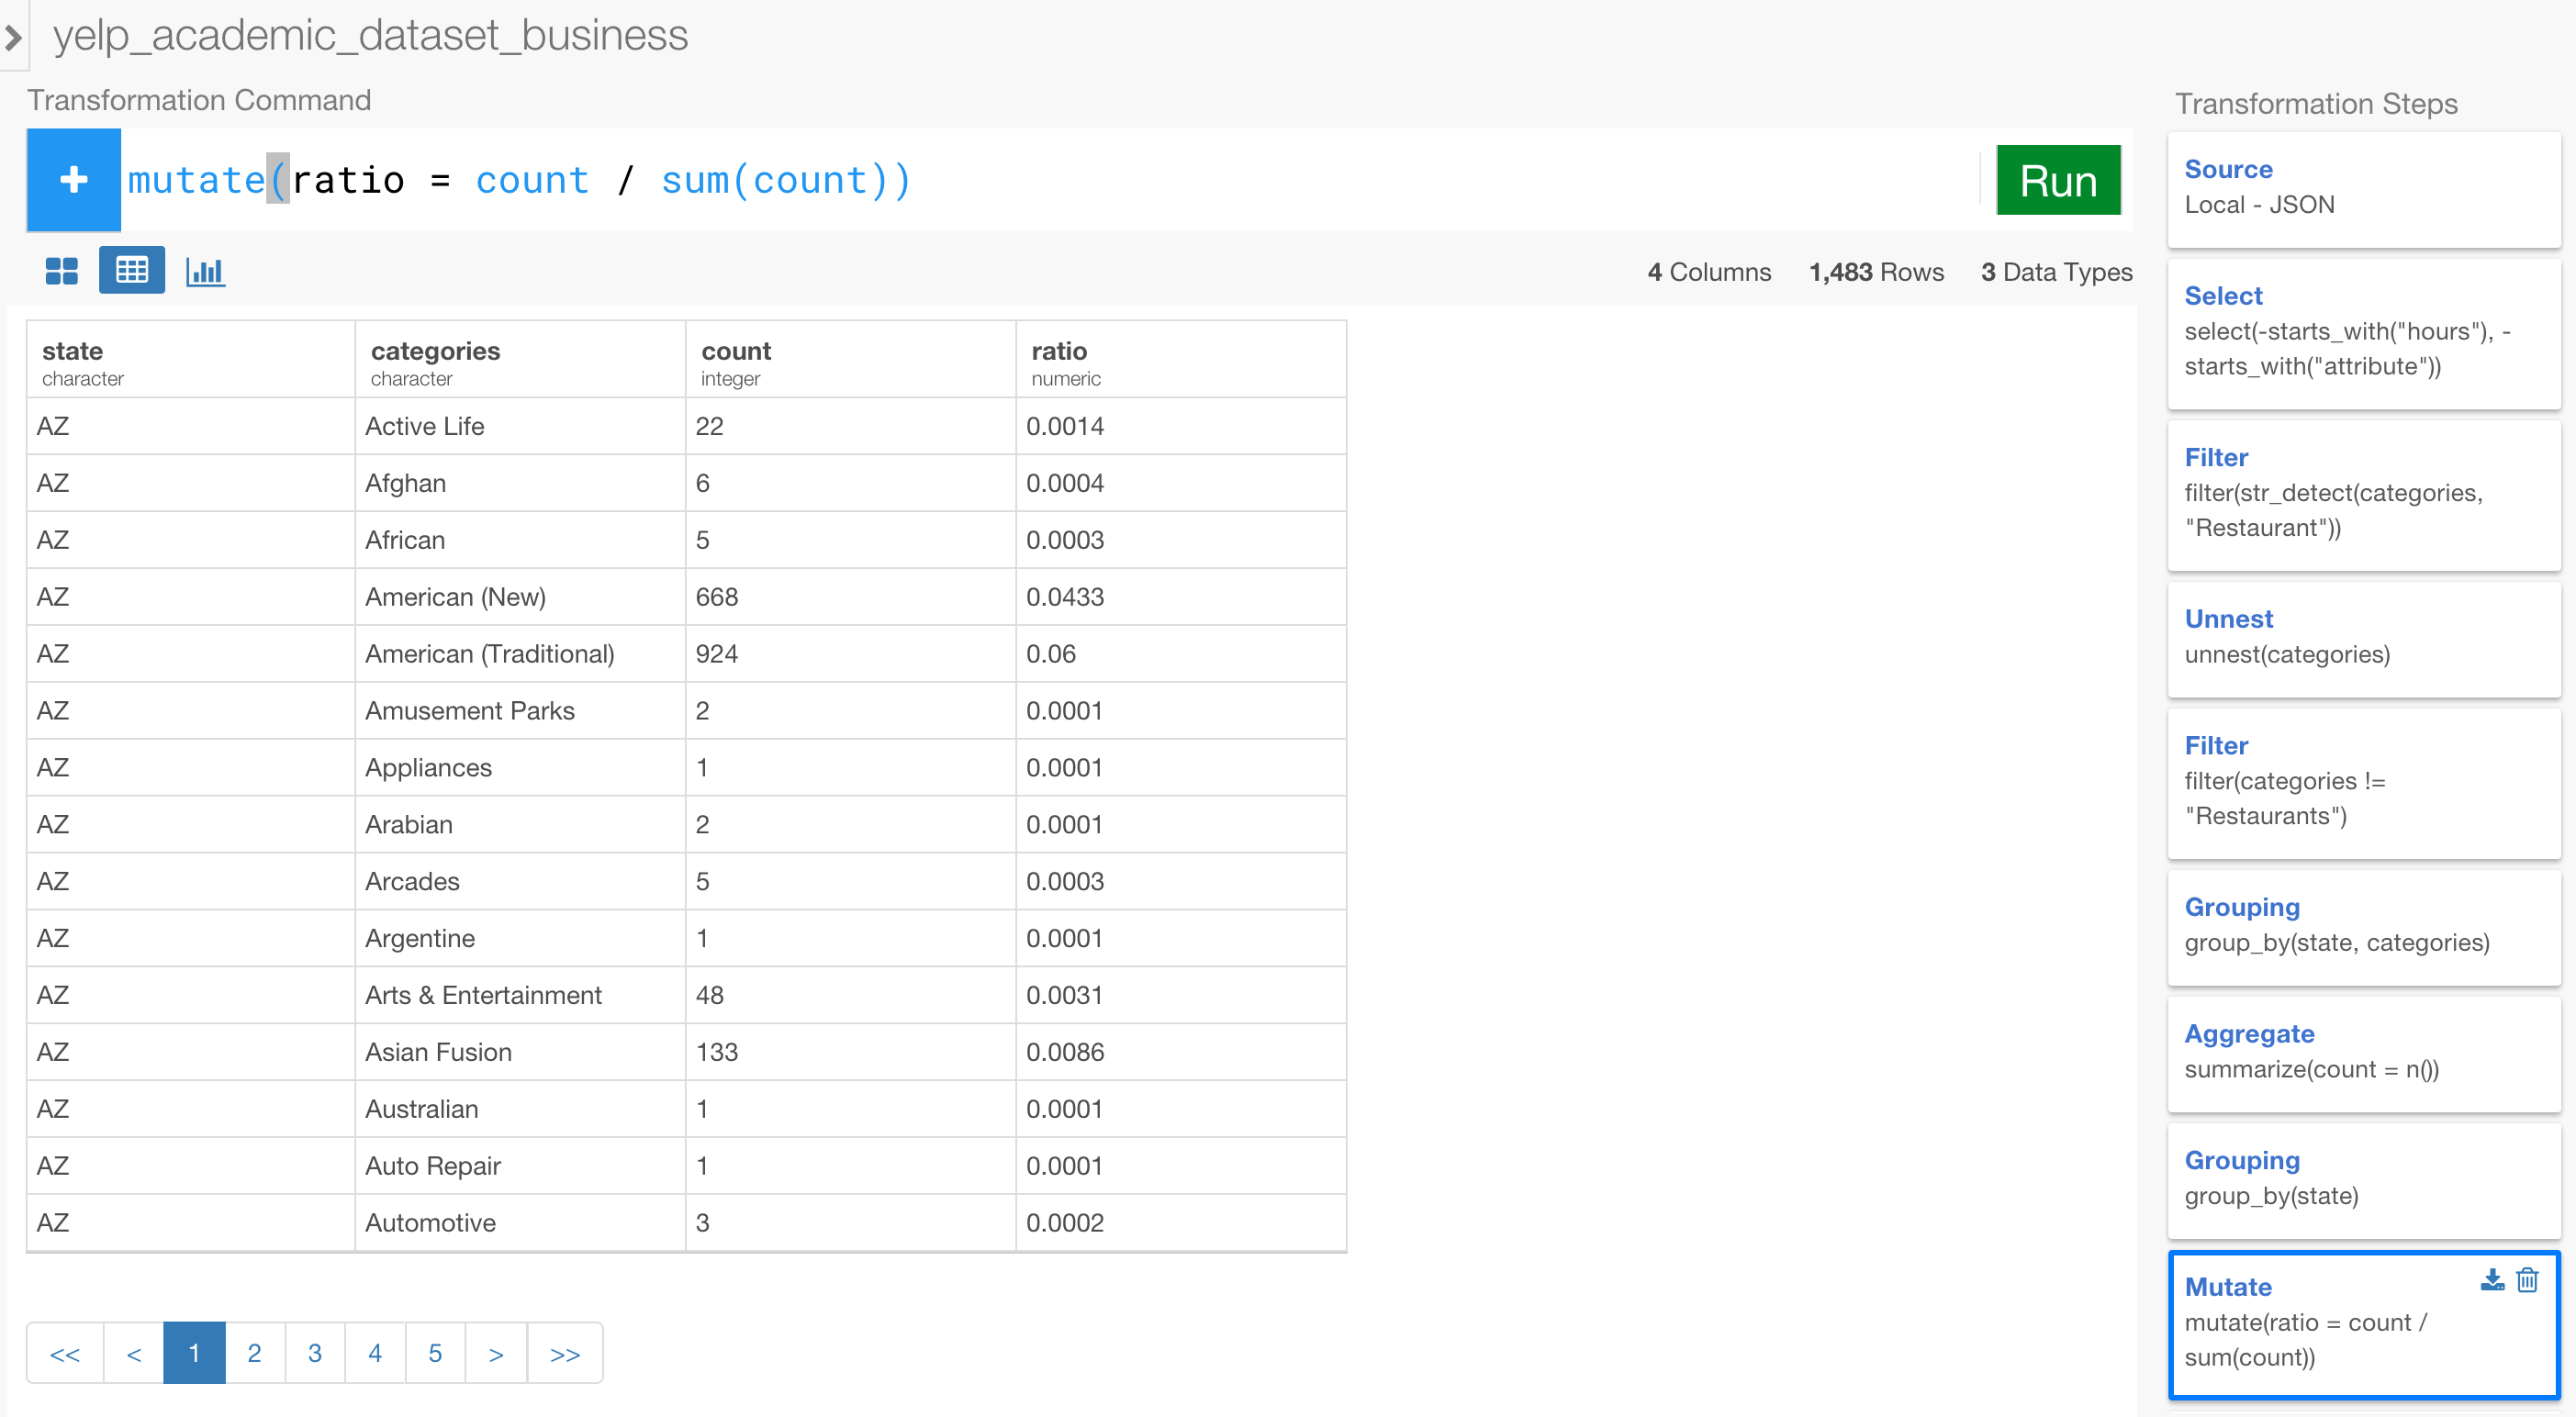 yelp_academic_dataset_business
Transformation Command
+ mutate(ratio = count / sum(count)) Run
4 Columns 1,483 Rows 3 Data Types
state categories count ratio
character character integer numeric
AZ Active Life 22 0.0014
AZ Afghan 6 0.0004
AZ African 5 0.0003
AZ American (New) 668 0.0433
AZ American (Traditional) 924 0.06
AZ Amusement Parks 2 0.0001
AZ Appliances 1 0.0001
AZ Arabian 2 0.0001
AZ Arcades 5 0.0003
AZ Argentine 1 0.0001
AZ Arts & Entertainment 48 0.0031
AZ Asian Fusion 133 0.0086
AZ Australian 1 0.0001
AZ Auto Repair 1 0.0001
AZ Automotive 3 0.0002
<< < 1 2 3 4 5 > >>
Transformation Steps
Source
Local - JSON
Select
select(-starts_with("hours"), -
starts_with("attribute"))
Filter
filter(str_detect(categories,
"Restaurant"))
Unnest
unnest(categories)
Filter
filter(categories !=
"Restaurants")
Grouping
group_by(state, categories)
Aggregate
summarize(count = n())
Grouping
group_by(state)
Mutate
mutate(ratio = count /
sum(count))